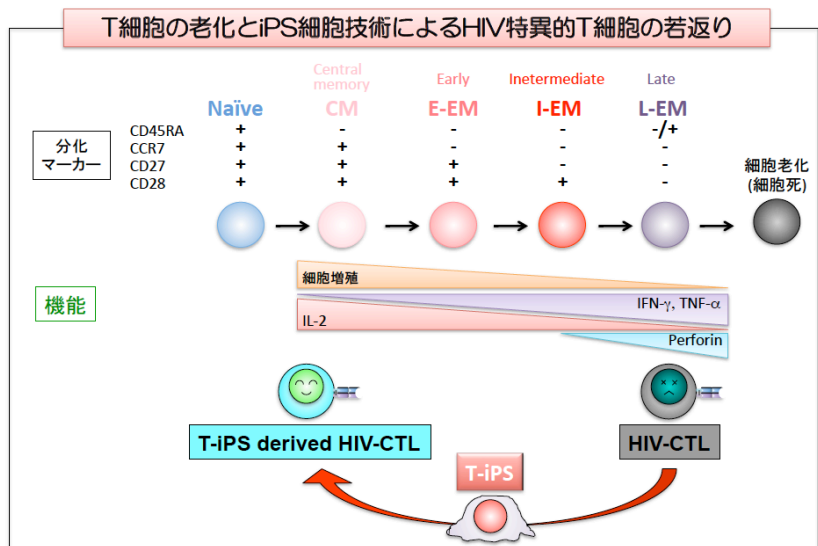 T細胞の老化とiPS細胞技術によるHIV特異的T細胞の若返り
Central
memory
Early
Inetermediate
Late
Naïve
CM
E-EM
I-EM
L-EM
分化
マーカー
CD45RA + - - - -/+
CCR7 + + - - -
CD27 + + + - -
CD28 + + + + -
細胞老化
(細胞死)
機能
細胞増殖
IFN-γ, TNF-α
IL-2
Perforin
T-iPS derived HIV-CTL
HIV-CTL
T-iPS